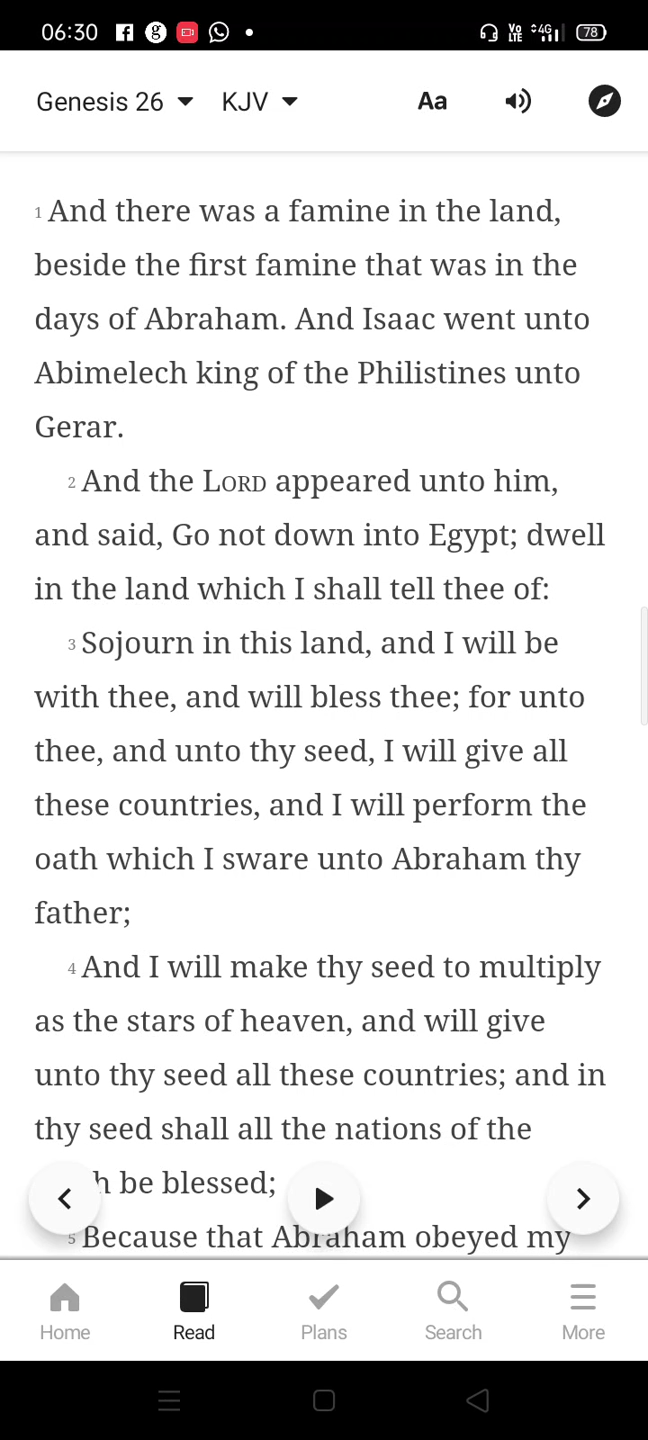 06:30 VoLTE 4G 78
Genesis 26 KJV Aa
1 And there was a famine in the land,
beside the first famine that was in the
days of Abraham. And Isaac went unto
Abimelech king of the Philistines unto
Gerar.
2 And the LORD appeared unto him,
and said, Go not down into Egypt; dwell
in the land which I shall tell thee of:
3 Sojourn in this land, and I will be
with thee, and will bless thee; for unto
thee, and unto thy seed, I will give all
these countries, and I will perform the
oath which I sware unto Abraham thy
father;
4 And I will make thy seed to multiply
as the stars of heaven, and will give
unto thy seed all these countries; and in
thy seed shall all the nations of the
h be blessed;
5 Because that Abraham obeyed my
Home Read Plans Search More